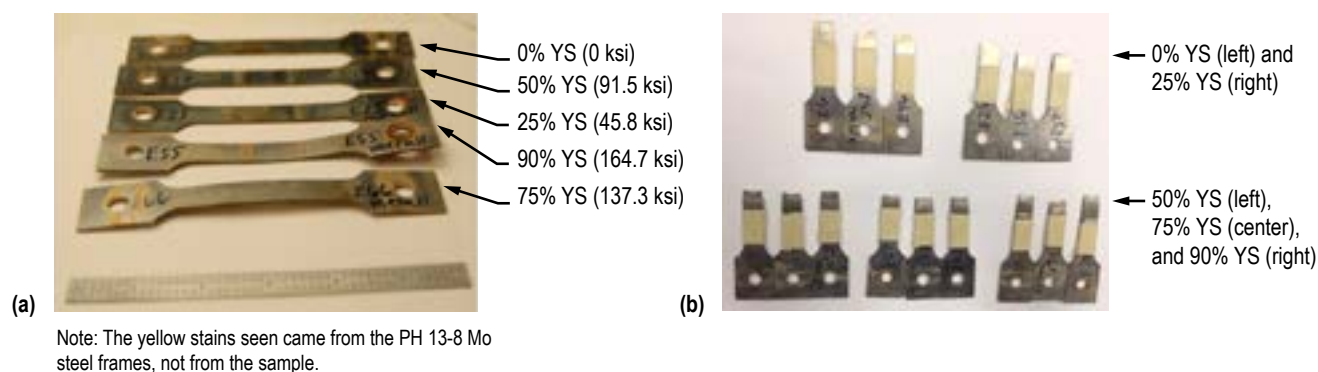 0% YS (0 ksi)
50% YS (91.5 ksi)
25% YS (45.8 ksi)
90% YS (164.7 ksi)
75% YS (137.3 ksi)
(a)
Note: The yellow stains seen came from the PH 13-8 Mo
steel frames, not from the sample.
E55
E55
0% YS (left) and
25% YS (right)
50% YS (left),
75% YS (center),
and 90% YS (right)
(b)